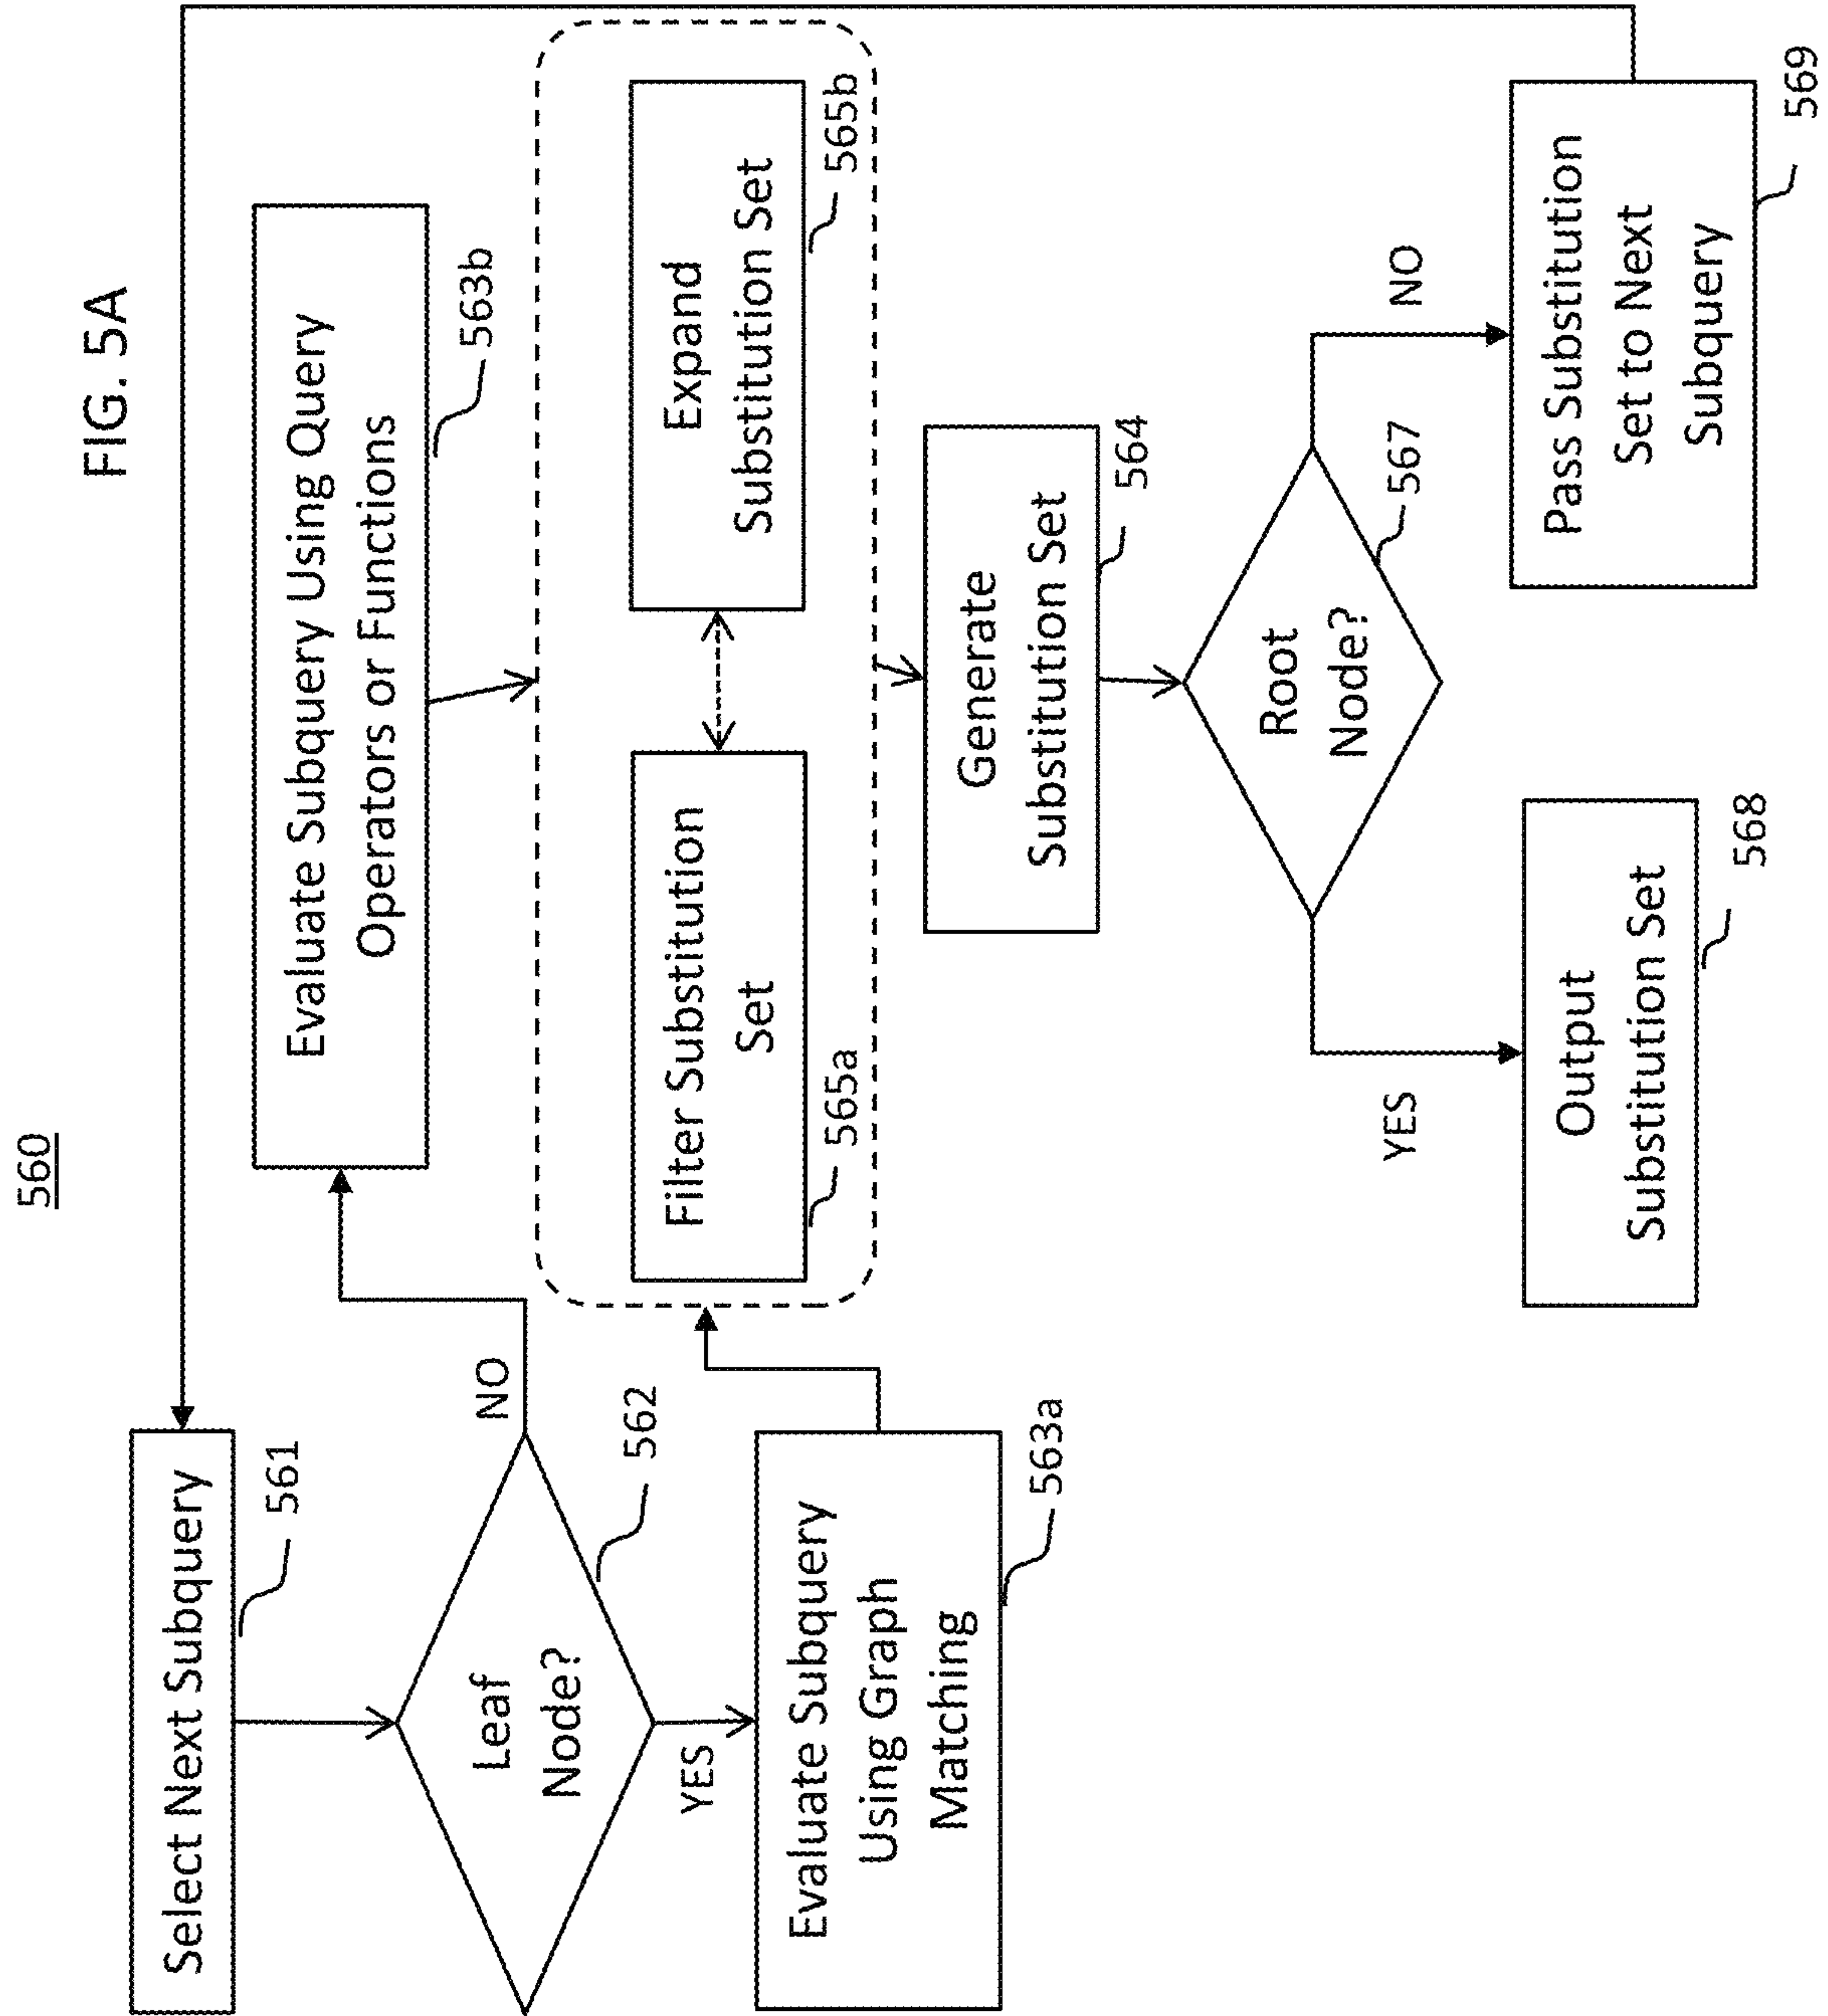 560
FIG. 5A
Select Next Subquery
561
Leaf
Node?
562
NO
YES
Evaluate Subquery
Using Graph
Matching
563a
Evaluate Subquery Using Query
Operators or Functions
563b
Filter Substitution
Set
565a
Expand
Substitution Set
565b
Generate
Substitution Set
564
Root
Node?
567
YES
NO
Output
Substitution Set
568
Pass Substitution
Set to Next
Subquery
569